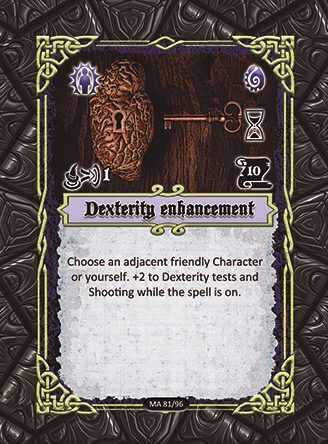 1
10
Dexterity enhancement
Choose an adjacent friendly Character
or yourself. +2 to Dexterity tests and
Shooting while the spell is on.
MA 81/96